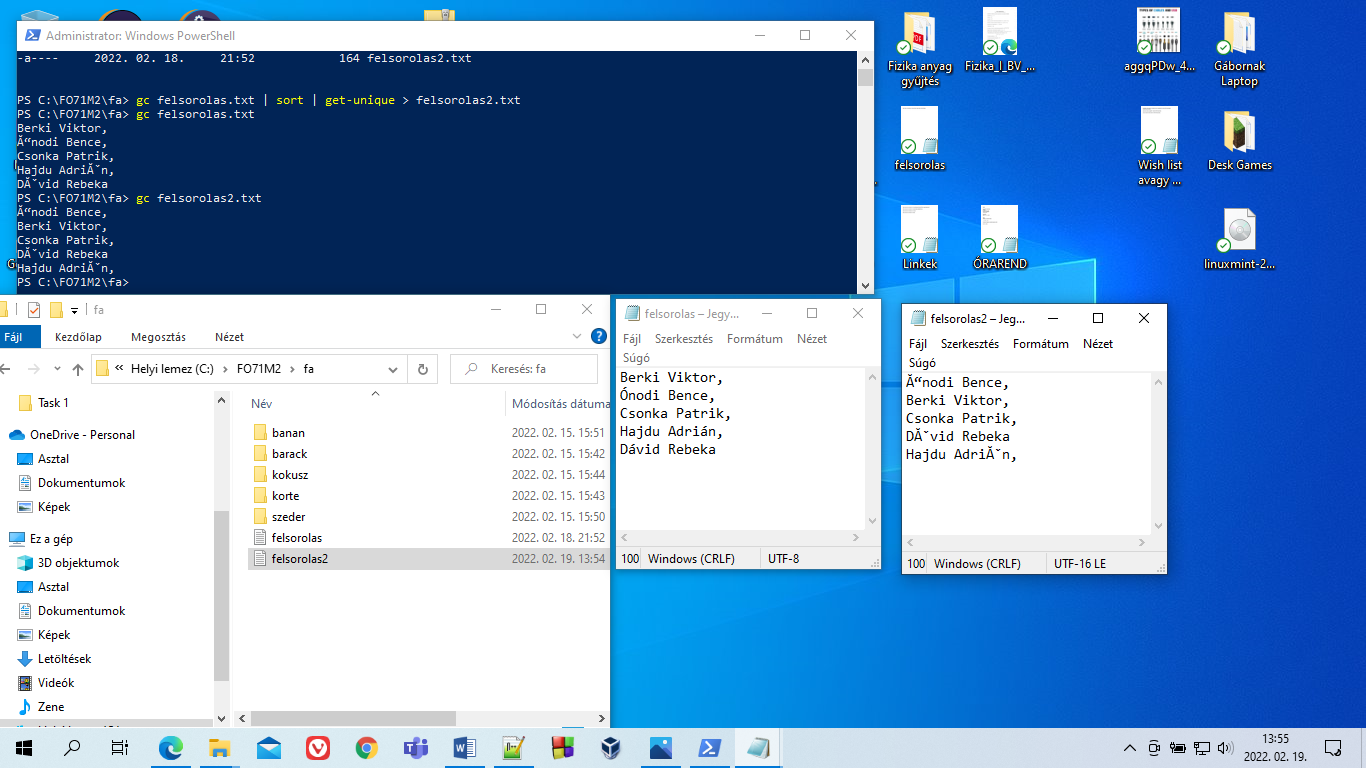 Administrator: Windows PowerShell
-a---- 2022. 02. 18. 21:52 164 felsorolas2.txt
PS C:\FO71M2\fa> gc felsorolas.txt | sort | get-unique > felsorolas2.txt
PS C:\FO71M2\fa> gc felsorolas.txt
Berki Viktor,
Ă“nodi Bence,
Csonka Patrik,
Hajdu AdriĂˇn,
DĂˇvid Rebeka
PS C:\FO71M2\fa> gc felsorolas2.txt
Ă“nodi Bence,
Berki Viktor,
Csonka Patrik,
DĂˇvid Rebeka
Hajdu AdriĂˇn,
PS C:\FO71M2\fa>
Fizika anyag
gyűjtés
Fizika_I_BV_...
aggqPDw_4...
Gábornak
Laptop
felsorolas
Wish list
avagy ...
Desk Games
Linkek
ÓRAREND
linuxmint-2...
fa
Fájl
Kezdőlap
Megosztás
Nézet
« Helyi lemez (C:) › FO71M2 › fa
Keresés: fa
Task 1
OneDrive - Personal
Asztal
Dokumentumok
Képek
Ez a gép
3D objektumok
Asztal
Dokumentumok
Képek
Letöltések
Videók
Zene
Név
Módosítás dátuma
banan 2022. 02. 15. 15:51
barack 2022. 02. 15. 15:42
kokusz 2022. 02. 15. 15:44
korte 2022. 02. 15. 15:43
szeder 2022. 02. 15. 15:50
felsorolas 2022. 02. 18. 21:52
felsorolas2 2022. 02. 19. 13:54
felsorolas – Jegy...
Fájl Szerkesztés Formátum Nézet
Súgó
Berki Viktor,
Ónodi Bence,
Csonka Patrik,
Hajdu Adrián,
Dávid Rebeka
100 Windows (CRLF) UTF-8
felsorolas2 – Jeg...
Fájl Szerkesztés Formátum Nézet
Súgó
Ă“nodi Bence,
Berki Viktor,
Csonka Patrik,
DĂˇvid Rebeka
Hajdu AdriĂˇn,
100 Windows (CRLF) UTF-16 LE
13:55
2022. 02. 19.